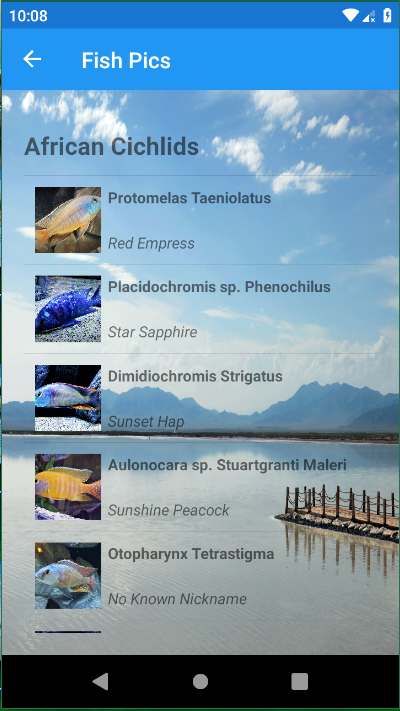 10:08
Fish Pics
African Cichlids
Protomelas Taeniolatus
Red Empress
Placidochromis sp. Phenochilus
Star Sapphire
Dimidiochromis Strigatus
Sunset Hap
Aulonocara sp. Stuartgranti Maleri
Sunshine Peacock
Otopharynx Tetrastigma
No Known Nickname